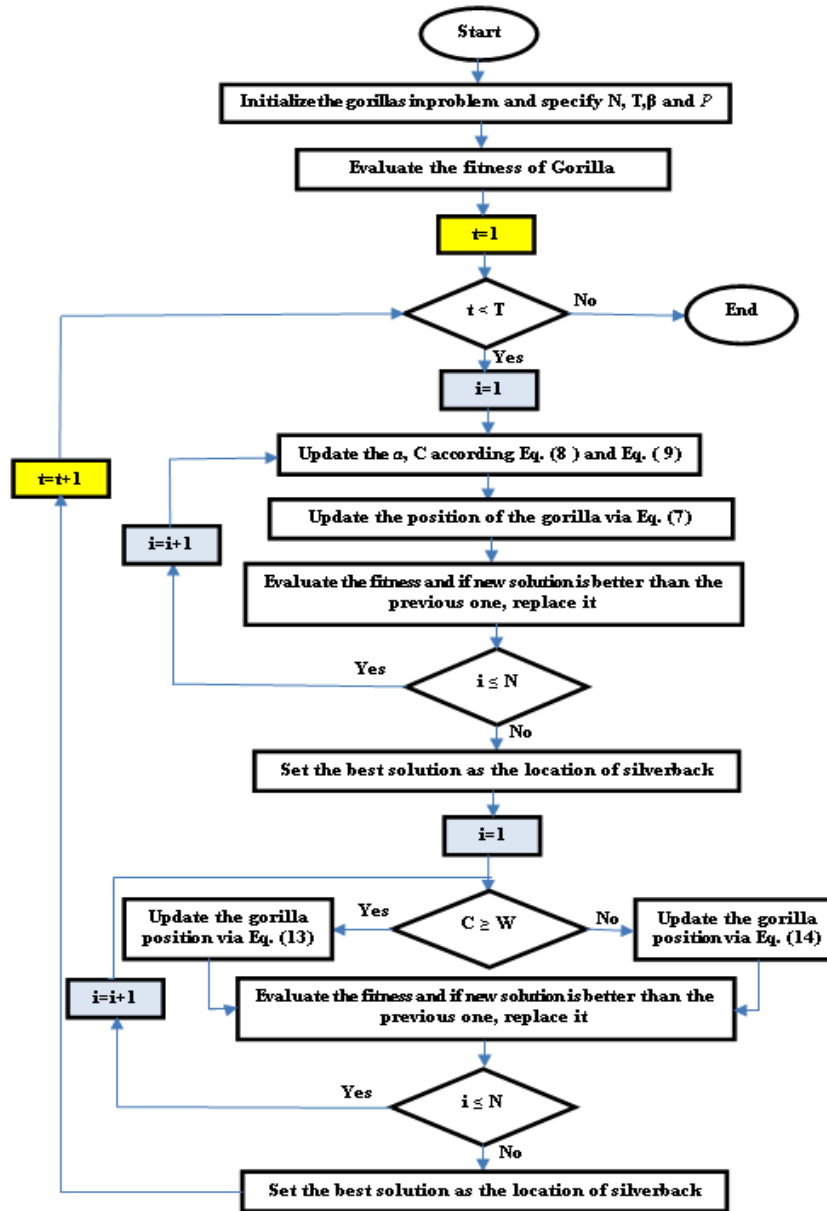 Start
Initialize the gorillas in problem and specify N, T,β and P
Evaluate the fitness of Gorilla
t=1
t < T
No
End
Yes
i=1
Update the a, C according Eq. (8 ) and Eq. ( 9)
t=t+1
Update the position of the gorilla via Eq. (7)
i=i+1
Evaluate the fitness and if new solution is better than the
previous one, replace it
Yes
i ≤ N
No
Set the best solution as the location of silverback
i=1
Update the gorilla
position via Eq. (13)
Yes
C ≥ W
No
Update the gorilla
position via Eq. (14)
i=i+1
Evaluate the fitness and if new solution is better than the
previous one, replace it
Yes
i ≤ N
No
Set the best solution as the location of silverback